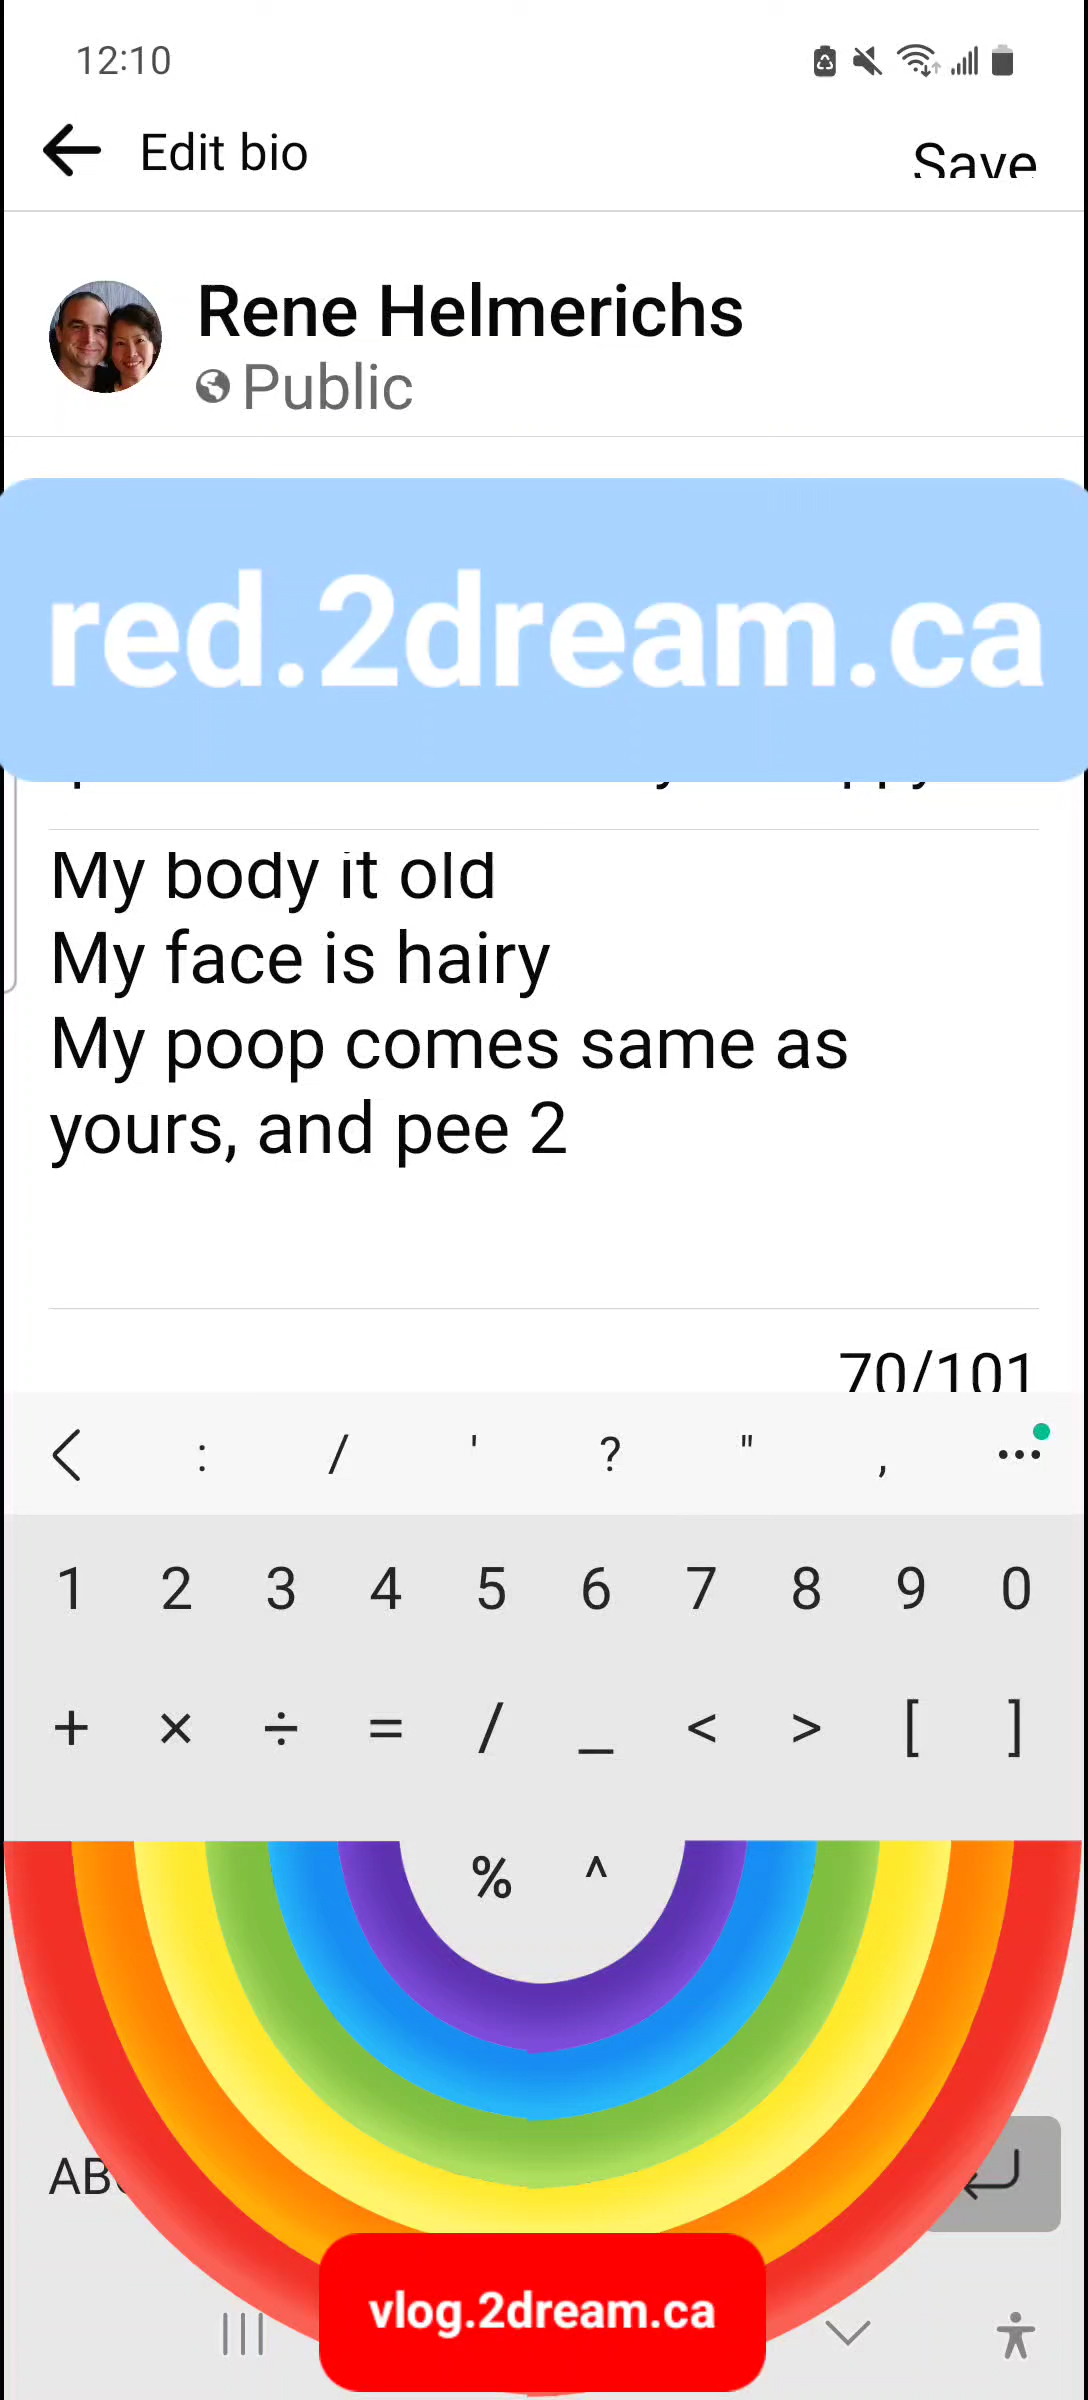 12:10
Edit bio
Save
Rene Helmerichs
Public
red.2dream.ca
My body it old
My face is hairy
My poop comes same as
yours, and pee 2
70/101
: / ' ? " , •••
1 2 3 4 5 6 7 8 9 0
+ × ÷ = / _ < > [ ]
% ^
vlog.2dream.ca